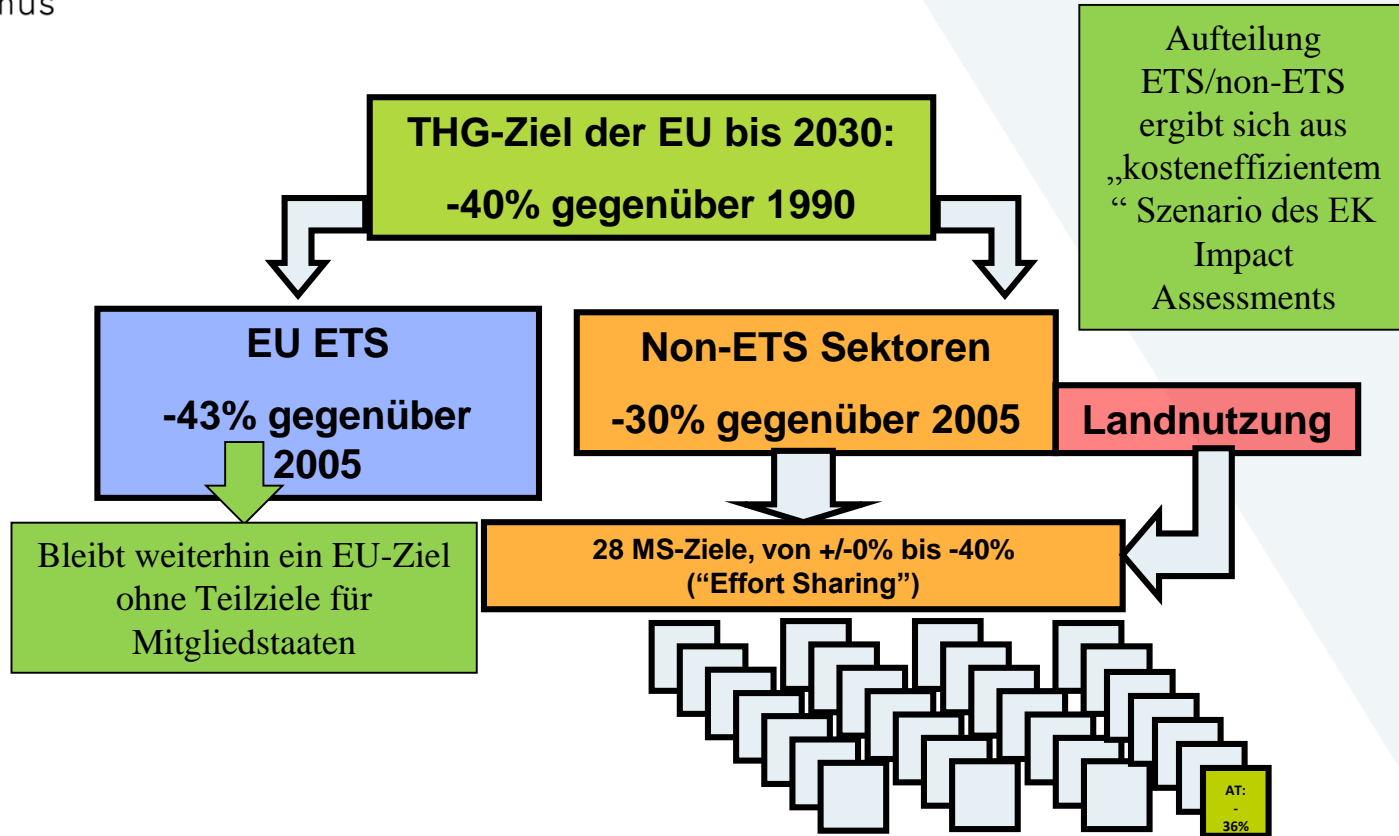 THG-Ziel der EU bis 2030:
-40% gegenüber 1990
Aufteilung
ETS/non-ETS
ergibt sich aus
„kosteneffizientem
“ Szenario des EK
Impact
Assessments
EU ETS
-43% gegenüber
2005
Non-ETS Sektoren
-30% gegenüber 2005
Landnutzung
Bleibt weiterhin ein EU-Ziel
ohne Teilziele für
Mitgliedstaaten
28 MS-Ziele, von +/-0% bis -40%
(“Effort Sharing”)
AT:
-
36%